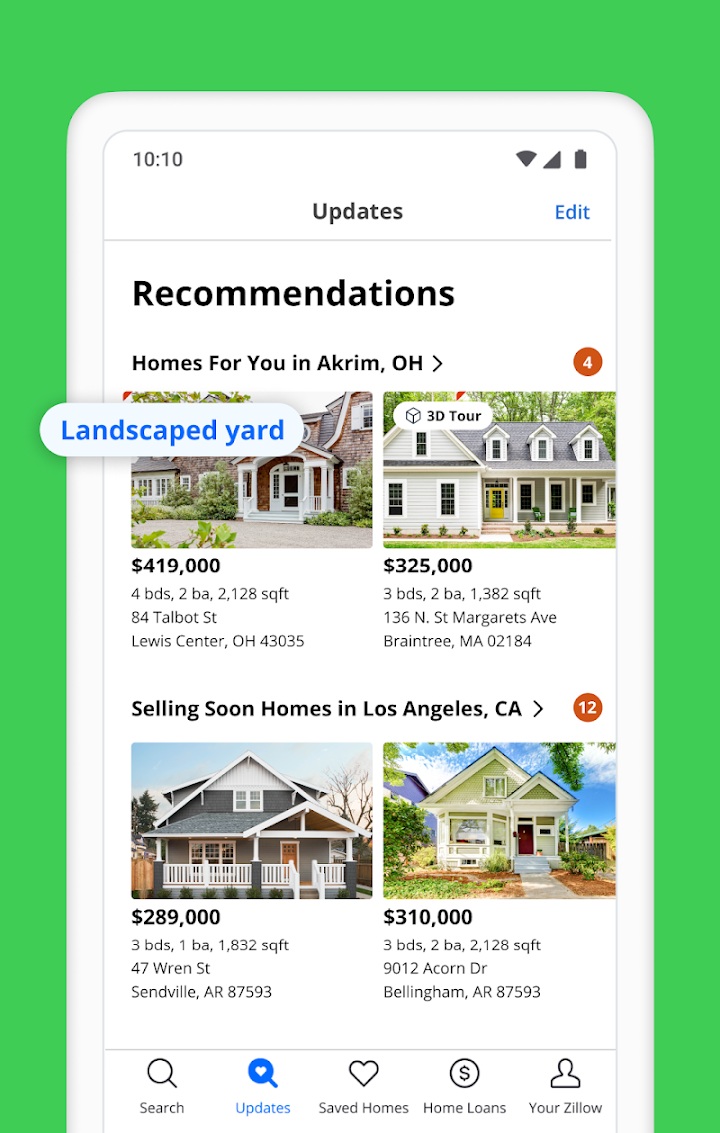 10:10
Updates
Edit
Recommendations
Homes For You in Akrim, OH
4
Landscaped yard
3D Tour
$419,000
4 bds, 2 ba, 2,128 sqft
84 Talbot St
Lewis Center, OH 43035
$325,000
3 bds, 2 ba, 1,382 sqft
136 N. St Margarets Ave
Braintree, MA 02184
Selling Soon Homes in Los Angeles, CA
12
$289,000
3 bds, 1 ba, 1,832 sqft
47 Wren St
Sendville, AR 87593
$310,000
3 bds, 2 ba, 2,128 sqft
9012 Acorn Dr
Bellingham, AR 87593
Search
Updates
Saved Homes
Home Loans
Your Zillow